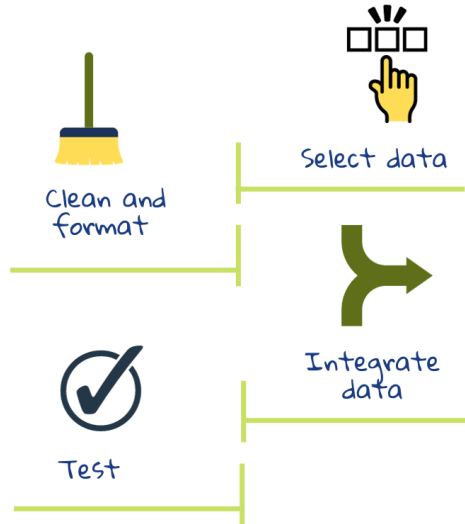 Select data
Clean and
format
Integrate
data
Test